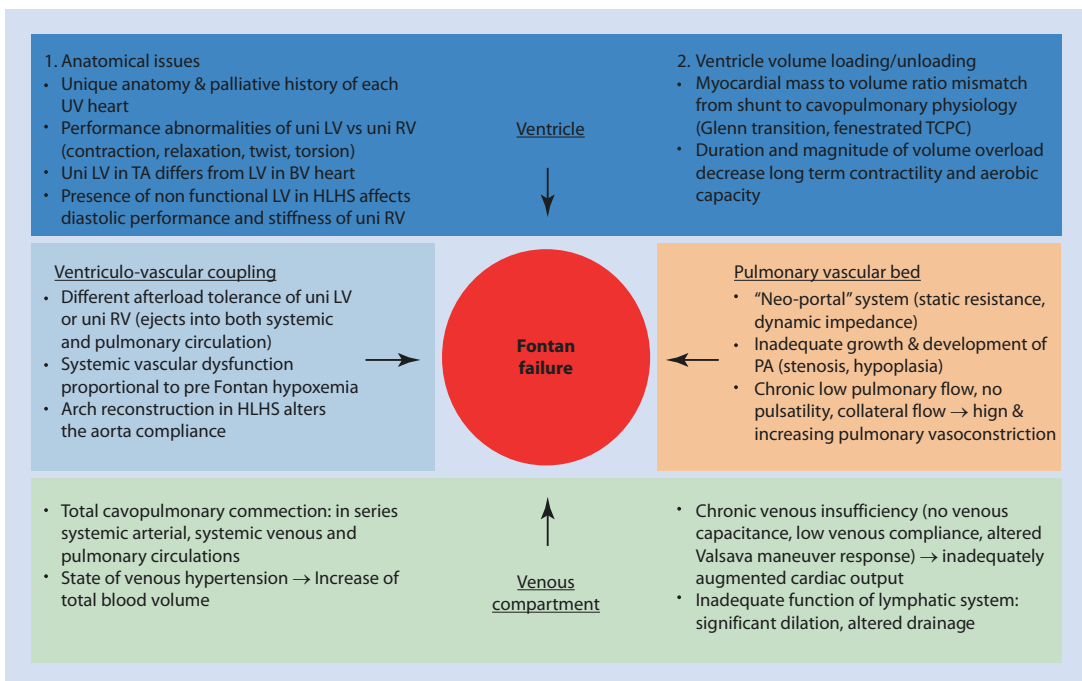 1. Anatomical issues
• Unique anatomy & palliative history of each
UV heart
• Performance abnormalities of uni LV vs uni RV
(contraction, relaxation, twist, torsion)
• Uni LV in TA differs from LV in BV heart
• Presence of non functional LV in HLHS affects
diastolic performance and stiffness of uni RV
Ventricle
2. Ventricle volume loading/unloading
• Myocardial mass to volume ratio mismatch
from shunt to cavopulmonary physiology
(Glenn transition, fenestrated TCPC)
• Duration and magnitude of volume overload
decrease long term contractility and aerobic
capacity
Ventriculo-vascular coupling
• Different afterload tolerance of uni LV
or uni RV (ejects into both systemic
and pulmonary circulation)
• Systemic vascular dysfunction
proportional to pre Fontan hypoxemia
• Arch reconstruction in HLHS alters
the aorta compliance
Fontan
failure
Pulmonary vascular bed
• “Neo-portal” system (static resistance,
dynamic impedance)
• Inadequate growth & development of
PA (stenosis, hypoplasia)
• Chronic low pulmonary flow, no
pulsatility, collateral flow → hign &
increasing pulmonary vasoconstriction
• Total cavopulmonary commection: in series
systemic arterial, systemic venous and
pulmonary circulations
• State of venous hypertension → Increase of
total blood volume
Venous
compartment
• Chronic venous insufficiency (no venous
capacitance, low venous compliance, altered
Valsava maneuver response) → inadequately
augmented cardiac output
• Inadequate function of lymphatic system:
significant dilation, altered drainage